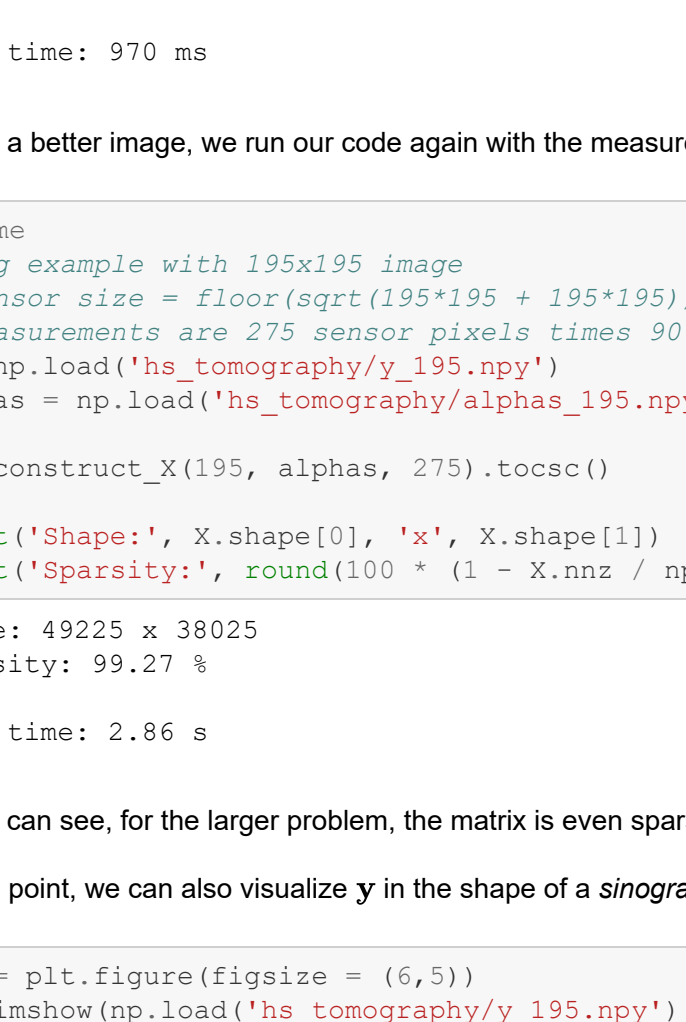 time: 970 ms
a better image, we run our code again with the measur
me
g example with 195x195 image
nsor size = floor(sqrt(195*195 + 195*195)
asurements are 275 sensor pixels times 90
np.load('hs_tomography/y_195.npy')
as = np.load('hs_tomography/alphas_195.npy
construct_X(195, alphas, 275).tocsc()
t('Shape:', X.shape[0], 'x', X.shape[1])
t('Sparsity:', round(100 * (1 - X.nnz / np
e: 49225 x 38025
sity: 99.27 %
time: 2.86 s
can see, for the larger problem, the matrix is even spar
point, we can also visualize y in the shape of a sinogra
= plt.figure(figsize = (6,5))
imshow(np.load('hs_tomography/y_195.npy')